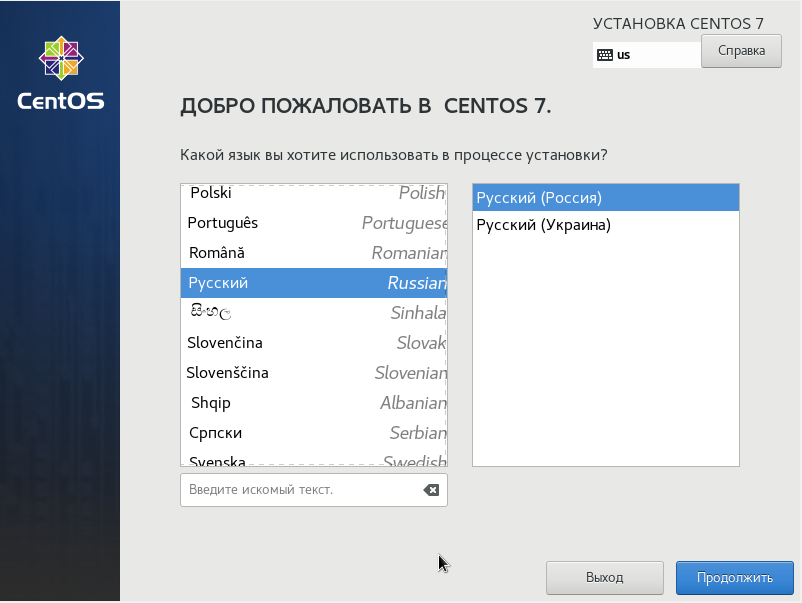 УСТАНОВКА CENTOS 7
us
Справка
CentOS
ДОБРО ПОЖАЛОВАТЬ В CENTOS 7.
Какой язык вы хотите использовать в процессе установки?
Polski Polish
Português Portuguese
Română Romanian
Русский Russian
සිංහල Sinhala
Slovenčina Slovak
Slovenščina Slovenian
Shqip Albanian
Српски Serbian
Svenska Swedish
Русский (Россия)
Русский (Украина)
Введите искомый текст.
Выход
Продолжить